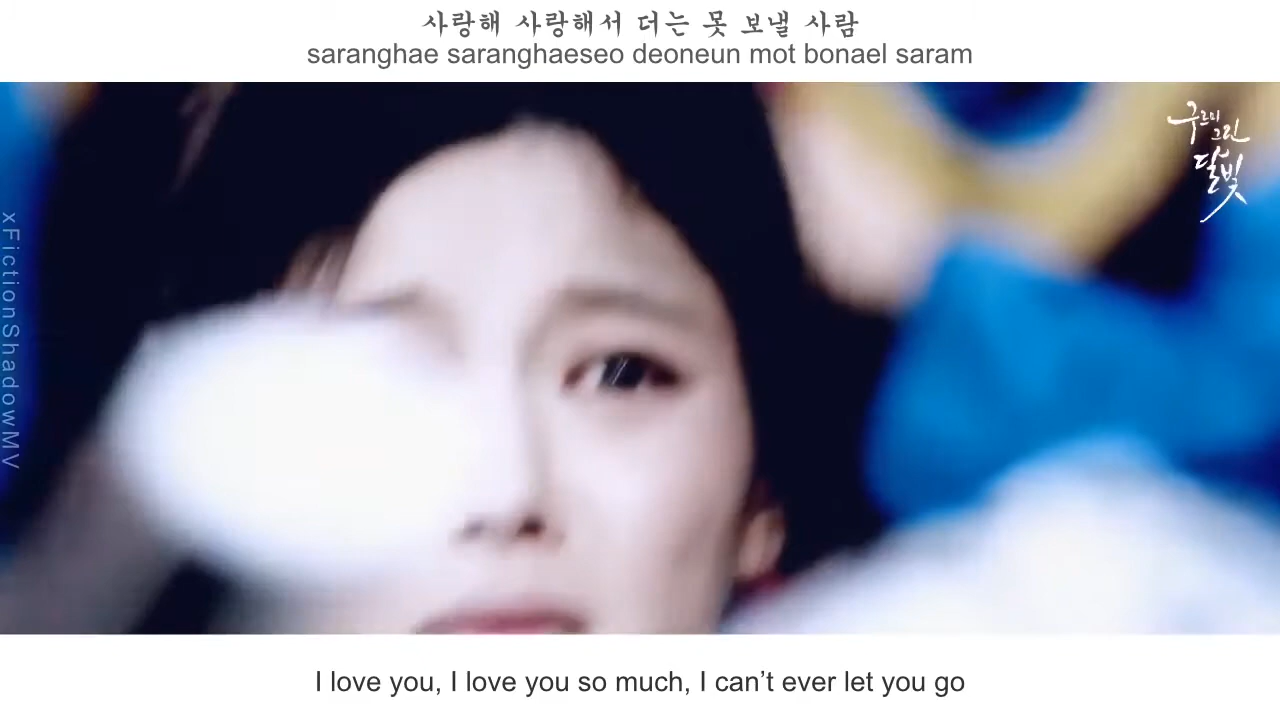 사랑해 사랑해서 더는 못 보낼 사람
saranghae saranghaeseo deoneun mot bonael saram
구르미
그린
달빛
xFictionShadowMV
I love you, I love you so much, I can’t ever let you go